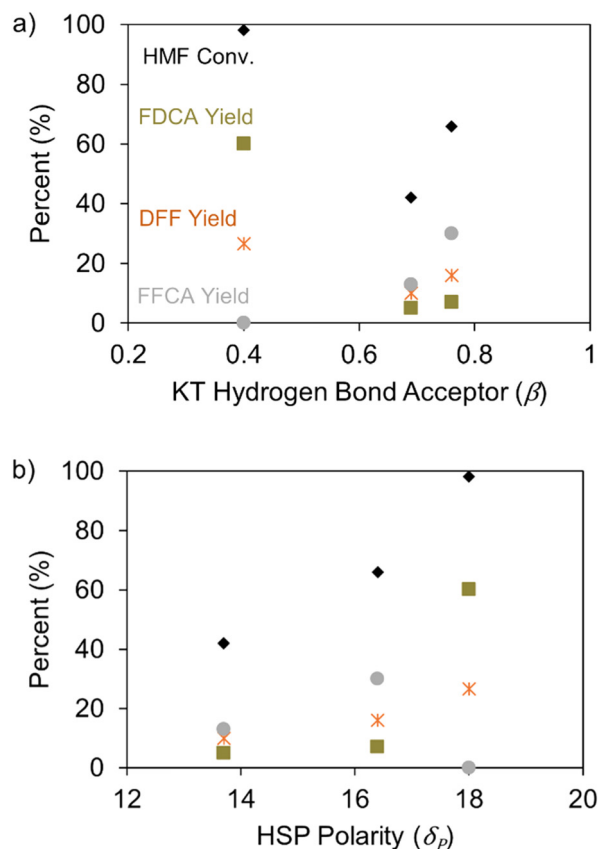 a)
100
80
60
40
20
0
Percent (%)
HMF Conv.
FDCA Yield
DFF Yield
FFCA Yield
0.2 0.4 0.6 0.8 1
KT Hydrogen Bond Acceptor (β)
b)
100
80
60
40
20
0
Percent (%)
12 14 16 18 20
HSP Polarity (δP)